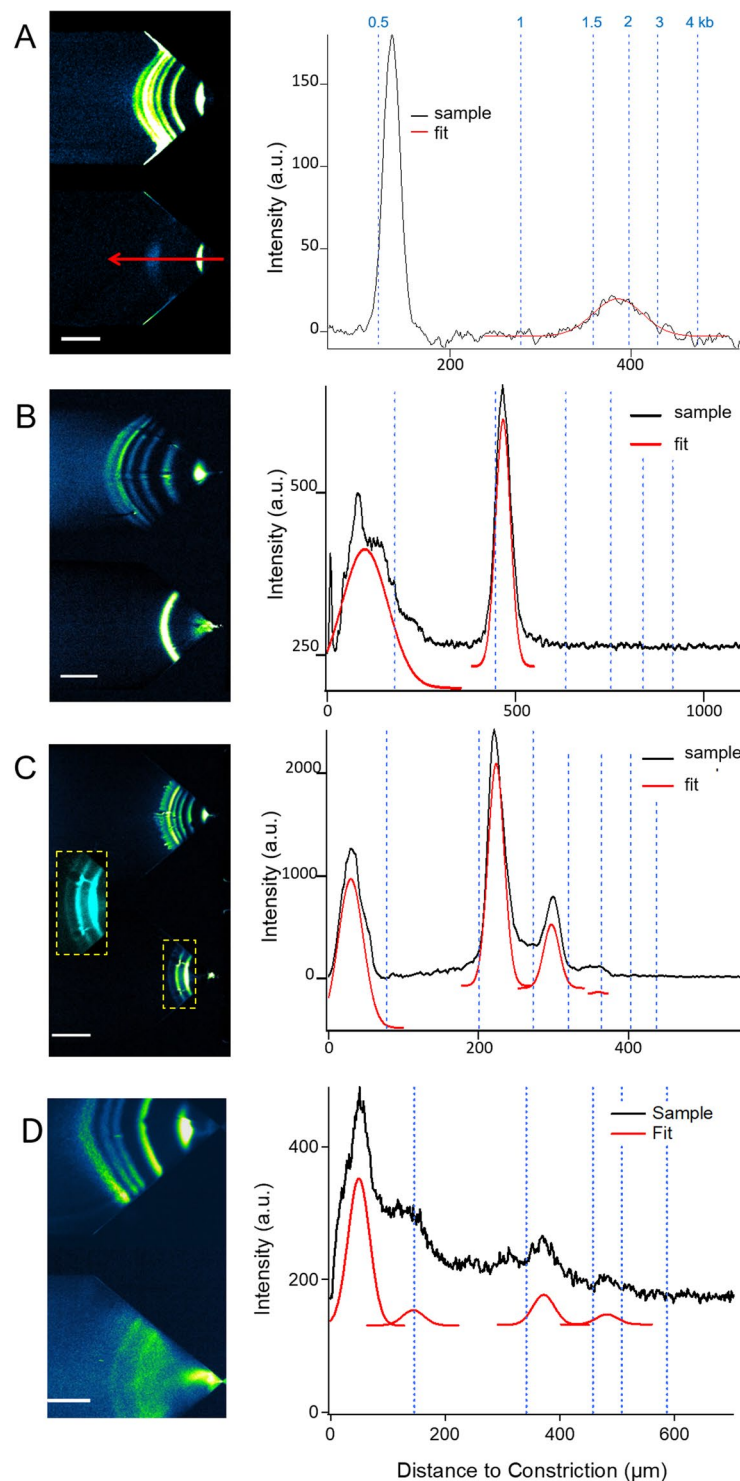 A
0.5 1 1.5 2 3 4 kb
150
100
50
0
Intensity (a.u.)
sample
fit
200 400
B
500
250
Intensity (a.u.)
sample
fit
0 500 1000
C
2000
1000
0
Intensity (a.u.)
sample
fit
0 200 400
D
400
200
0
Intensity (a.u.)
Sample
Fit
0 200 400 600
Distance to Constriction (µm)